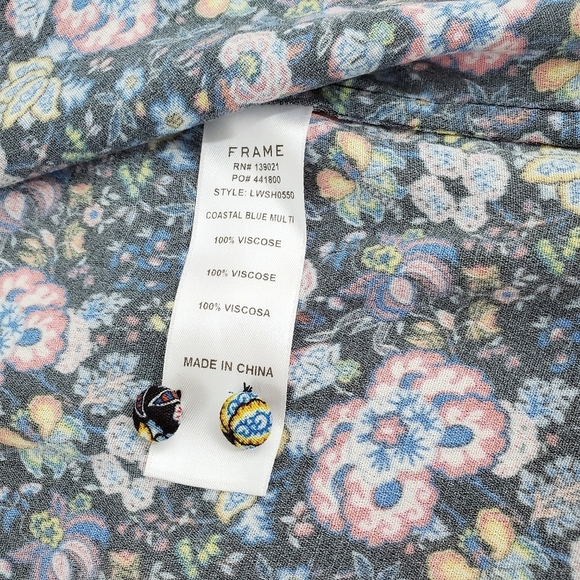 FRAME
RN# 139021
PO# 441800
STYLE: LWSH0550
COASTAL BLUE MULTI
100% VISCOSE
100% VISCOSE
100% VISCOSA
MADE IN CHINA